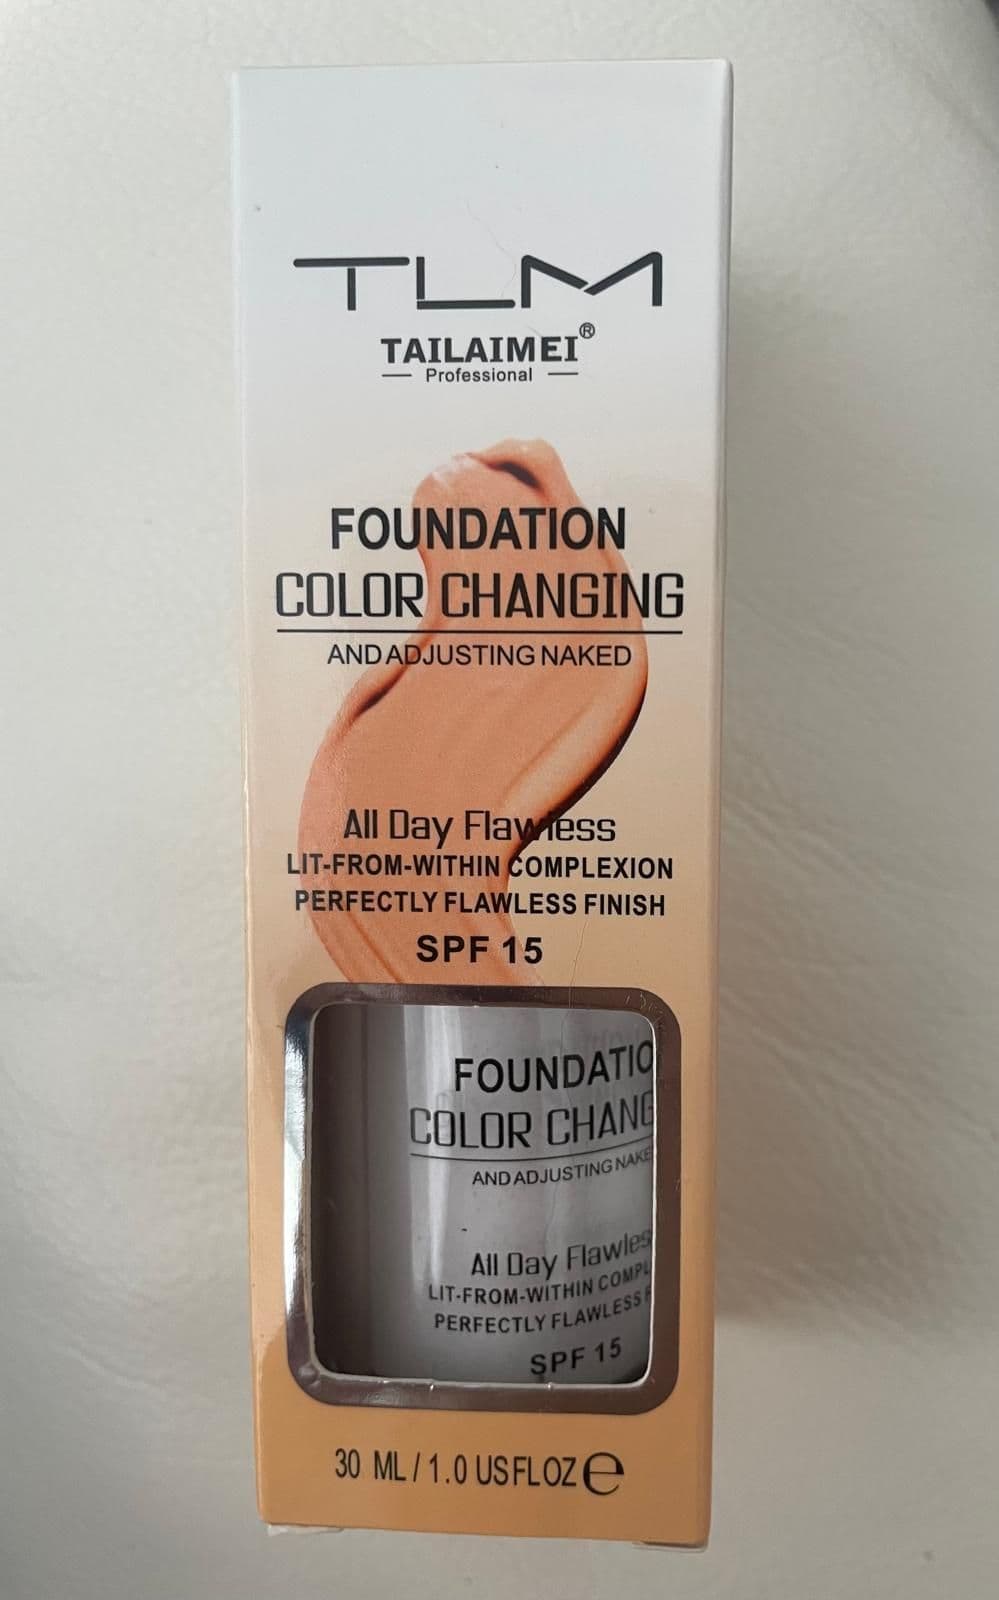 TLM
TAILAIMEI®
Professional
FOUNDATION
COLOR CHANGING
AND ADJUSTING NAKED
All Day Flawless
LIT-FROM-WITHIN COMPLEXION
PERFECTLY FLAWLESS FINISH
SPF 15
FOUNDATIO
COLOR CHANG
AND ADJUSTING NAKE
All Day Flawles
LIT-FROM-WITHIN COMPL
PERFECTLY FLAWLESS
SPF 15
30 ML / 1.0 US FL OZ ℮